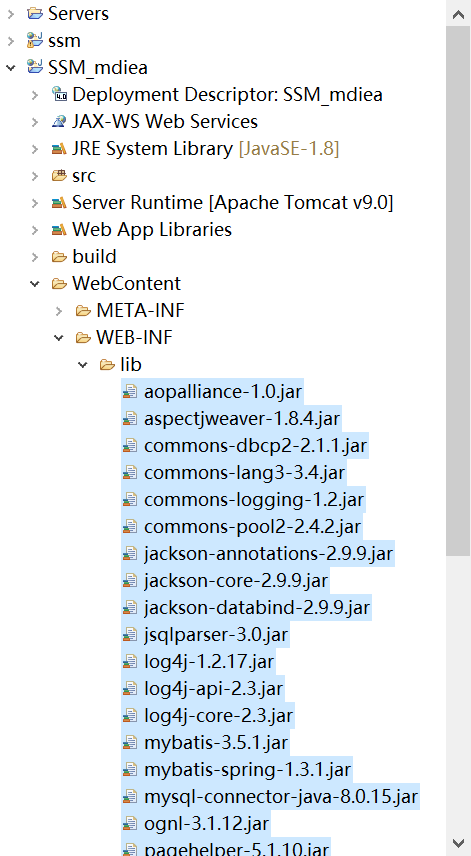 Servers
ssm
SSM_mdiea
Deployment Descriptor: SSM_mdiea
JAX-WS Web Services
JRE System Library [JavaSE-1.8]
src
Server Runtime [Apache Tomcat v9.0]
Web App Libraries
build
WebContent
META-INF
WEB-INF
lib
aopalliance-1.0.jar
aspectjweaver-1.8.4.jar
commons-dbcp2-2.1.1.jar
commons-lang3-3.4.jar
commons-logging-1.2.jar
commons-pool2-2.4.2.jar
jackson-annotations-2.9.9.jar
jackson-core-2.9.9.jar
jackson-databind-2.9.9.jar
jsqlparser-3.0.jar
log4j-1.2.17.jar
log4j-api-2.3.jar
log4j-core-2.3.jar
mybatis-3.5.1.jar
mybatis-spring-1.3.1.jar
mysql-connector-java-8.0.15.jar
ognl-3.1.12.jar
pagehelper-5.1.10.jar